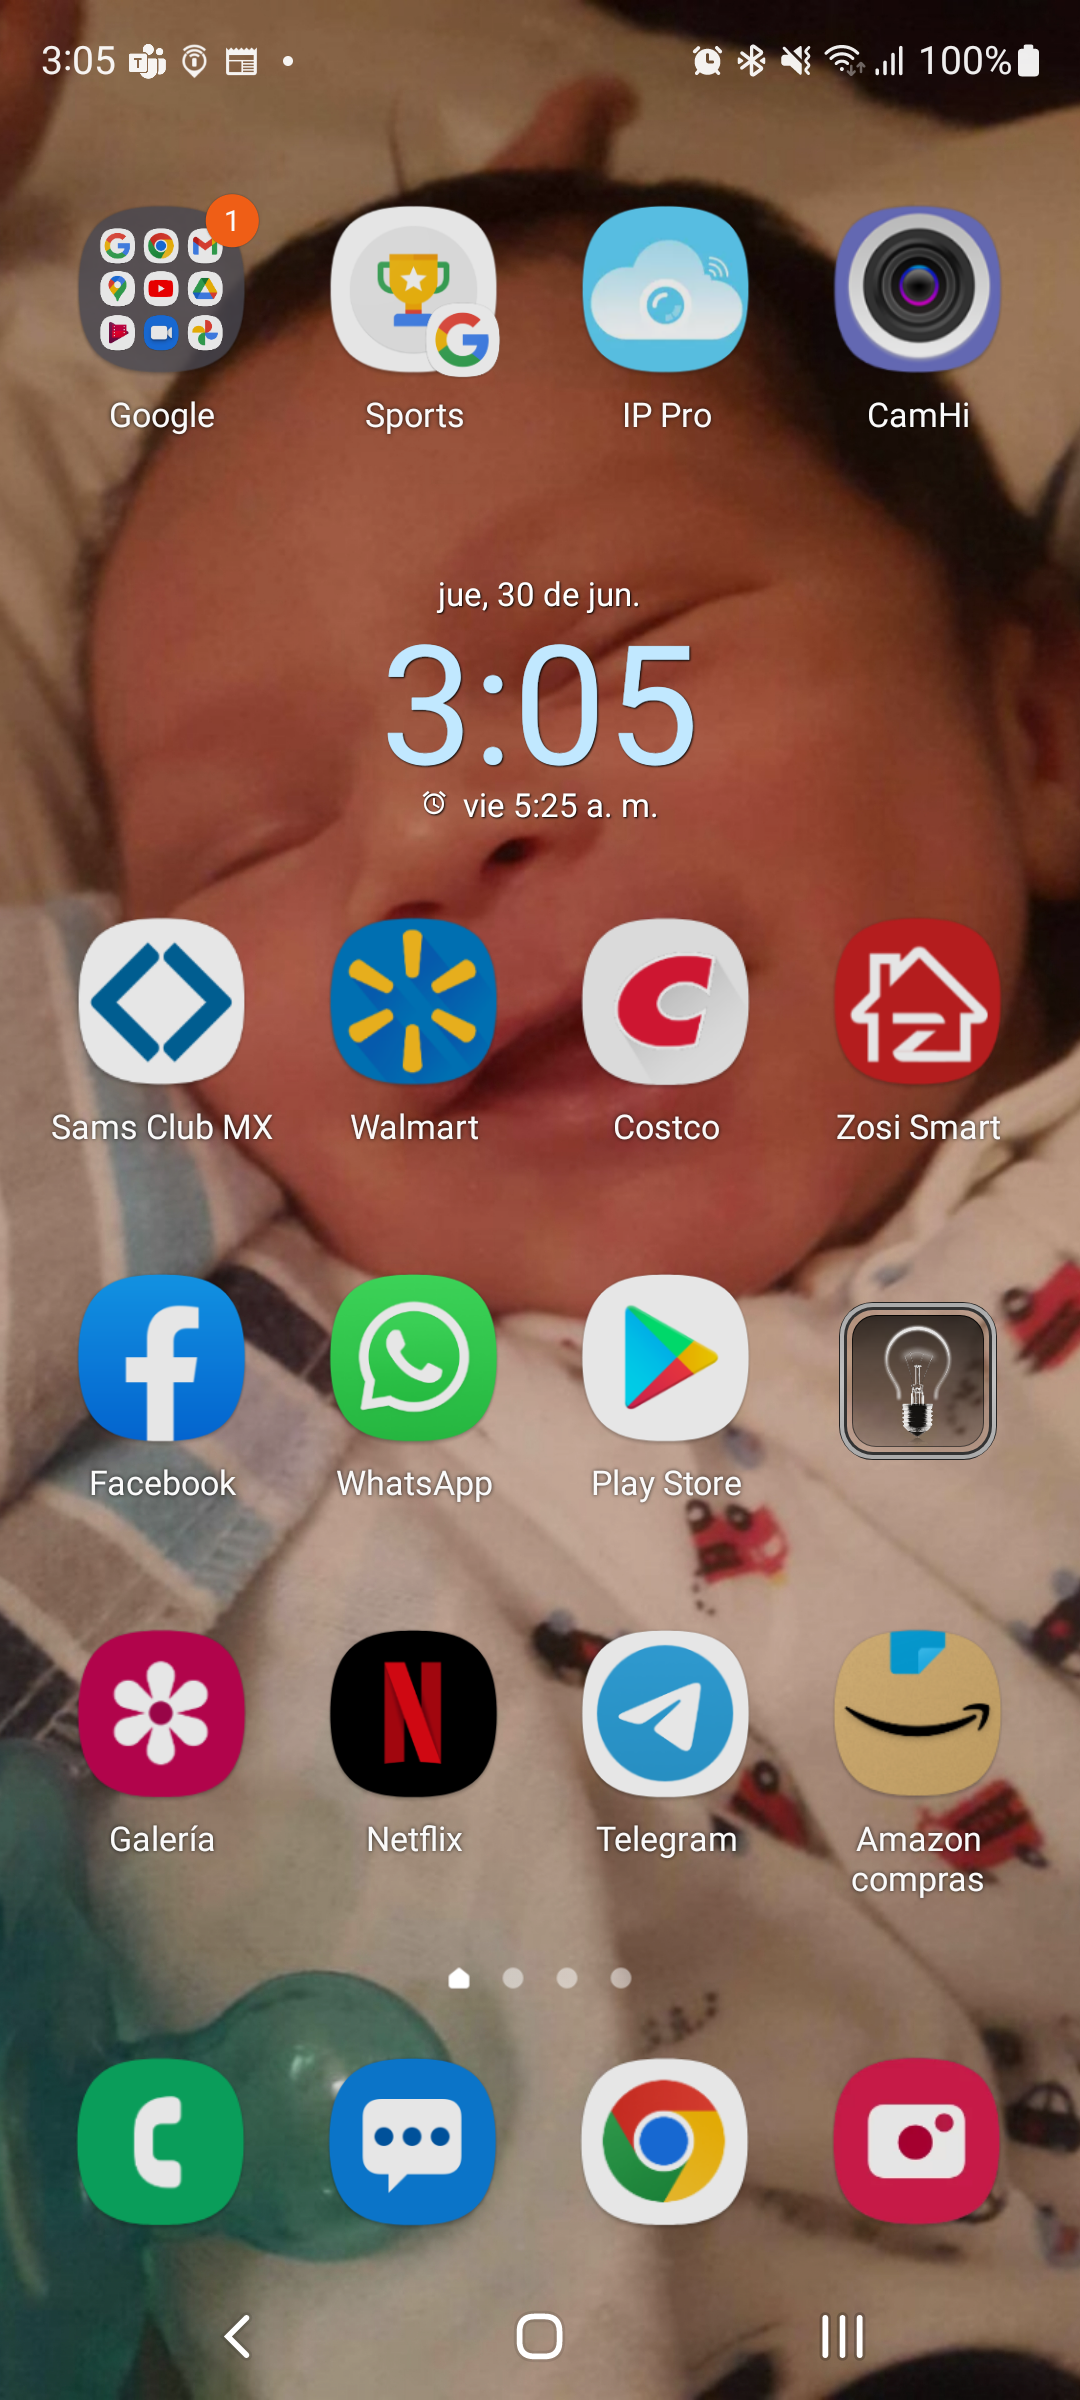 3:05
100%
1
Google Sports IP Pro CamHi
jue, 30 de jun.
3:05
vie 5:25 a. m.
Sams Club MX Walmart Costco Zosi Smart
Facebook WhatsApp Play Store
Galería Netflix Telegram Amazon compras